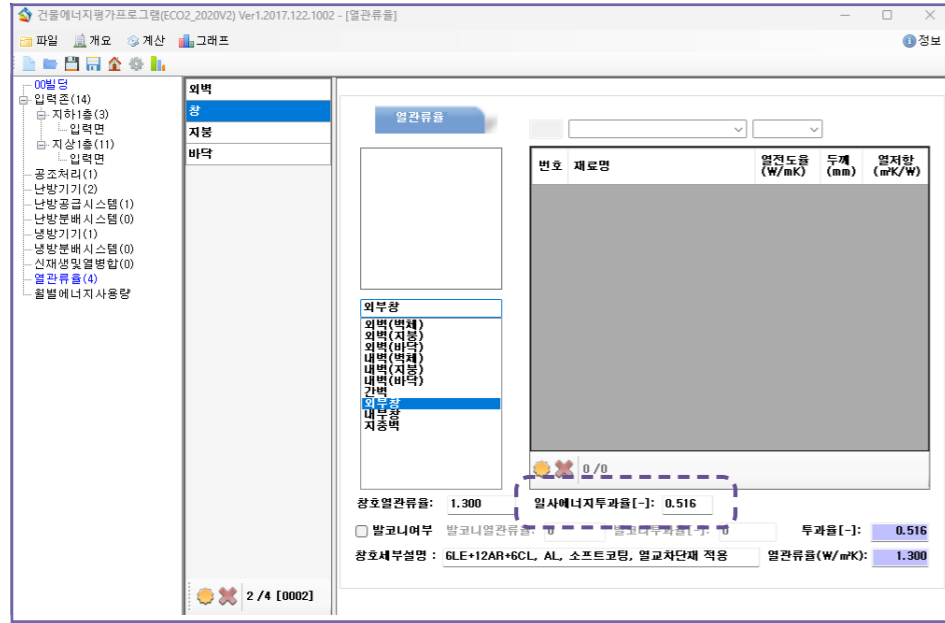 건물에너지평가프로그램(ECO2_2020V2) Ver1.2017.122.1002 - [열관류율]
파일 개요 계산 그래프 정보
00빌딩
입력존(14)
지하1층(3)
입력면
지상1층(11)
입력면
공조처리(1)
난방기기(2)
난방공급시스템(1)
난방분배시스템(0)
냉방기기(1)
냉방분배시스템(0)
신재생및열병합(0)
열관류율(4)
월별에너지사용량
외벽
창
지붕
바닥
2 /4 [0002]
열관류율
번호 재료명 열전도율 (W/mK) 두께 (mm) 열저항 (㎡K/W)
외부창
외벽(벽체)
외벽(지붕)
외벽(바닥)
내벽(벽체)
내벽(지붕)
내벽(바닥)
간벽
외부창
내부창
지중벽
0 /0
창호열관류율: 1.300 일사에너지투과율[-]: 0.516
발코니여부 발코니열관류율: 0 발코니투과율[-]: 0 투과율[-]: 0.516
창호세부설명 : 6LE+12AR+6CL, AL, 소프트코팅, 열교차단재 적용 열관류율(W/㎡K): 1.300